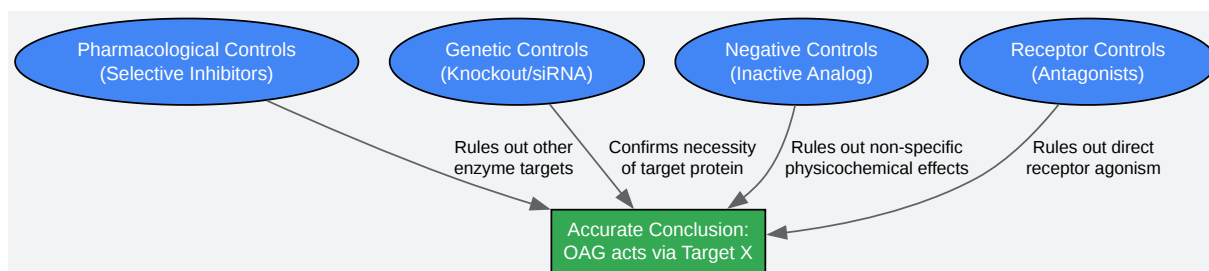 Pharmacological Controls
(Selective Inhibitors)
Genetic Controls
(Knockout/siRNA)
Negative Controls
(Inactive Analog)
Receptor Controls
(Antagonists)
Rules out other
enzyme targets
Confirms necessity
of target protein
Rules out non-specific
physicochemical effects
Rules out direct
receptor agonism
Accurate Conclusion:
OAG acts via Target X